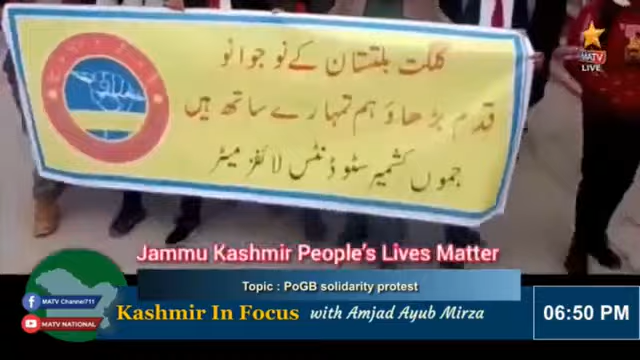 گلگت بلتستان کے نوجوانو
قدم بڑھاؤ ہم تمہارے ساتھ ہیں
جموں کشمیر سٹوڈنٹس لائفز میٹر
MATV
LIVE
Jammu Kashmir People's Lives Matter
Topic : PoGB solidarity protest
MATV Channel711
MATV NATIONAL
Kashmir In Focus with Amjad Ayub Mirza
06:50 PM